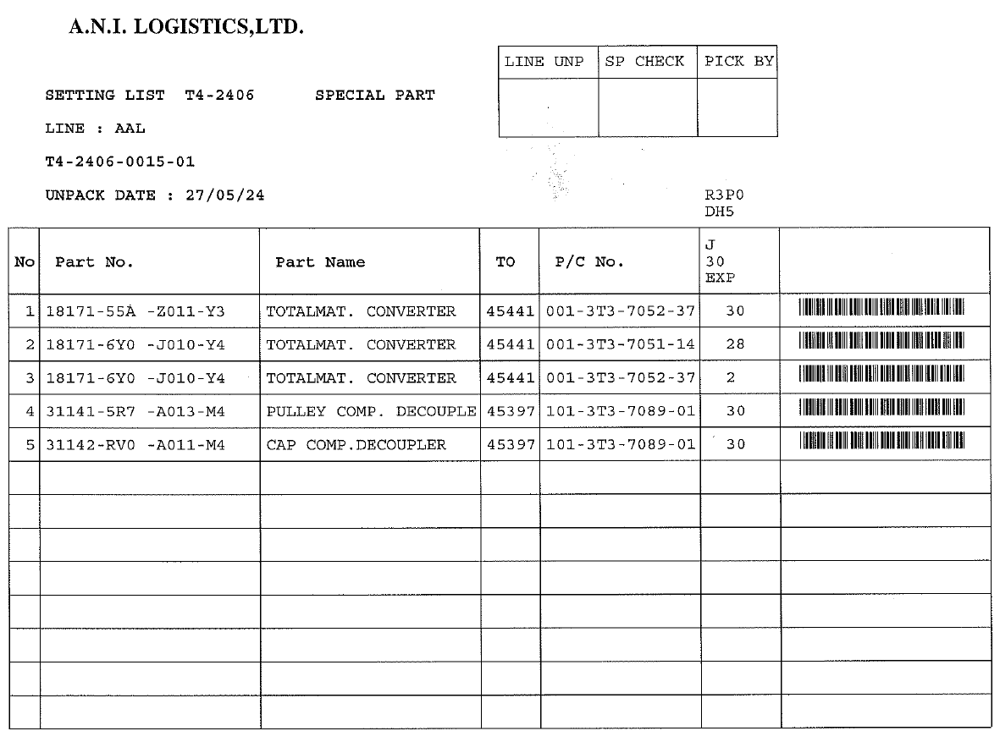 A.N.I. LOGISTICS,LTD.
LINE UNP SP CHECK PICK BY
SETTING LIST T4-2406 SPECIAL PART
LINE : AAL
T4-2406-0015-01
UNPACK DATE : 27/05/24
R3P0
DH5
No Part No. Part Name TO P/C No. J 30 EXP
1 18171-55A -Z011-Y3 TOTALMAT. CONVERTER 45441 001-3T3-7052-37 30
2 18171-6Y0 -J010-Y4 TOTALMAT. CONVERTER 45441 001-3T3-7051-14 28
3 18171-6Y0 -J010-Y4 TOTALMAT. CONVERTER 45441 001-3T3-7052-37 2
4 31141-5R7 -A013-M4 PULLEY COMP. DECOUPLE 45397 101-3T3-7089-01 30
5 31142-RV0 -A011-M4 CAP COMP.DECOUPLER 45397 101-3T3-7089-01 30